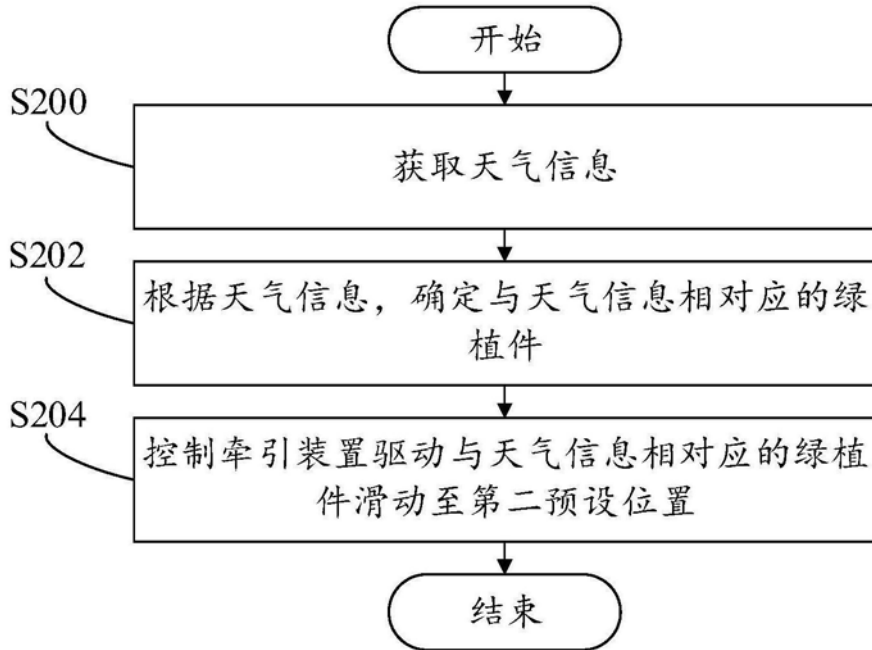 开始
S200
获取天气信息
S202
根据天气信息，确定与天气信息相对应的绿
植件
S204
控制牵引装置驱动与天气信息相对应的绿植
件滑动至第二预设位置
结束